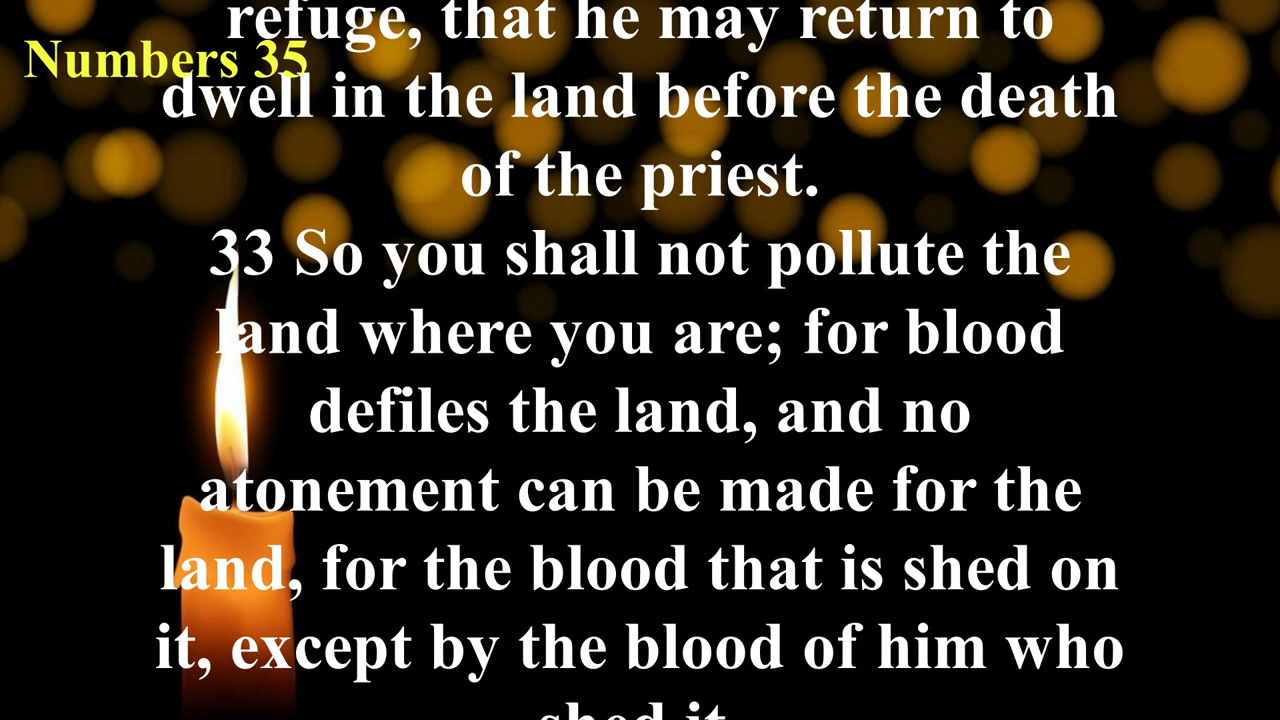 refuge, that he may return to
Numbers 35
dwell in the land before the death
of the priest.
33 So you shall not pollute the
land where you are; for blood
defiles the land, and no
atonement can be made for the
land, for the blood that is shed on
it, except by the blood of him who
shed it